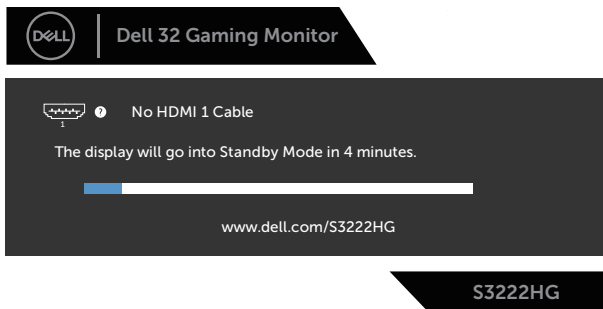 DELL
Dell 32 Gaming Monitor
? No HDMI 1 Cable
1
The display will go into Standby Mode in 4 minutes.
www.dell.com/S3222HG
S3222HG